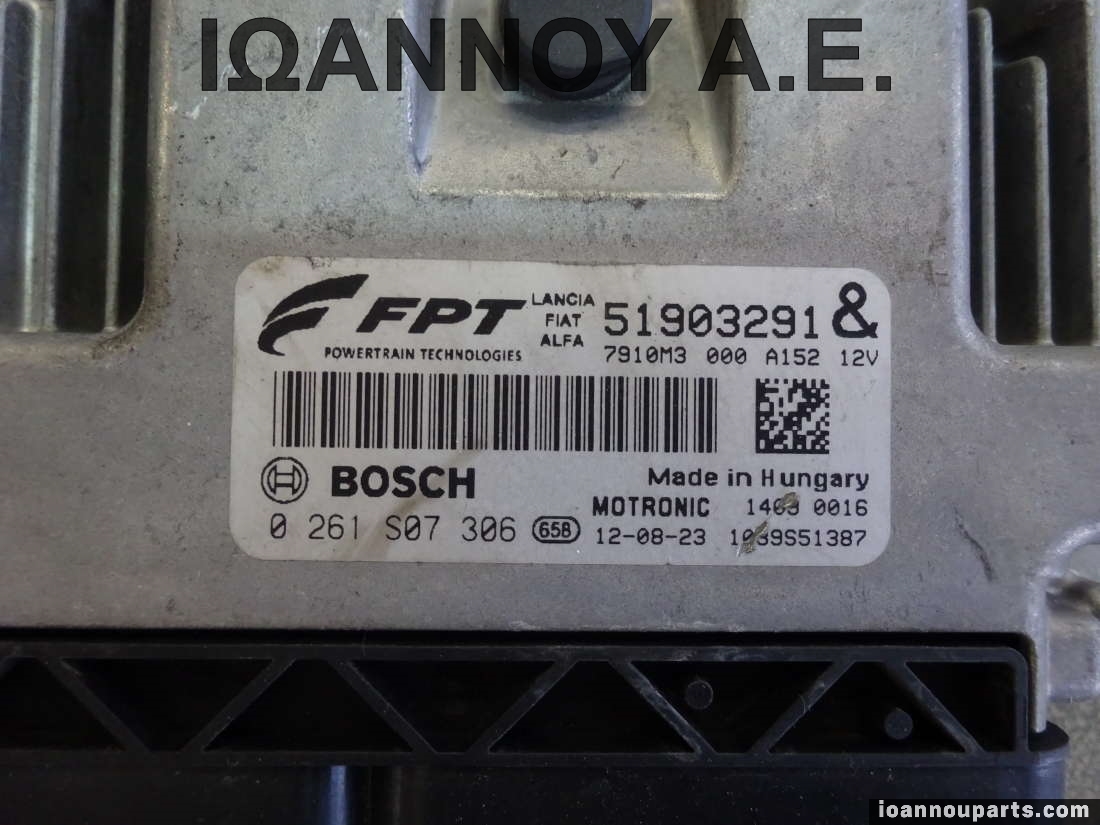 ΙΩΑΝΝΟΥ Α.Ε.
FPT
POWERTRAIN TECHNOLOGIES
LANCIA
FIAT
ALFA
51903291 &
7910M3 000 A152 12V
BOSCH
Made in Hungary
MOTRONIC 0016
0 261 S07 306 658 12-08-23 1039S51387
ioannouparts.com